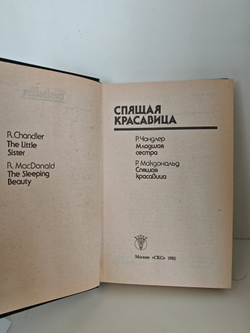 R. Chandler
The Little
Sister
R. MacDonald
The Sleeping
Beauty
СПЯЩАЯ
КРАСАВИЦА
Р. Чандлер
Младшая
сестра
Р. Макдональд
Спящая
красавица
Москва «СКС» 1992